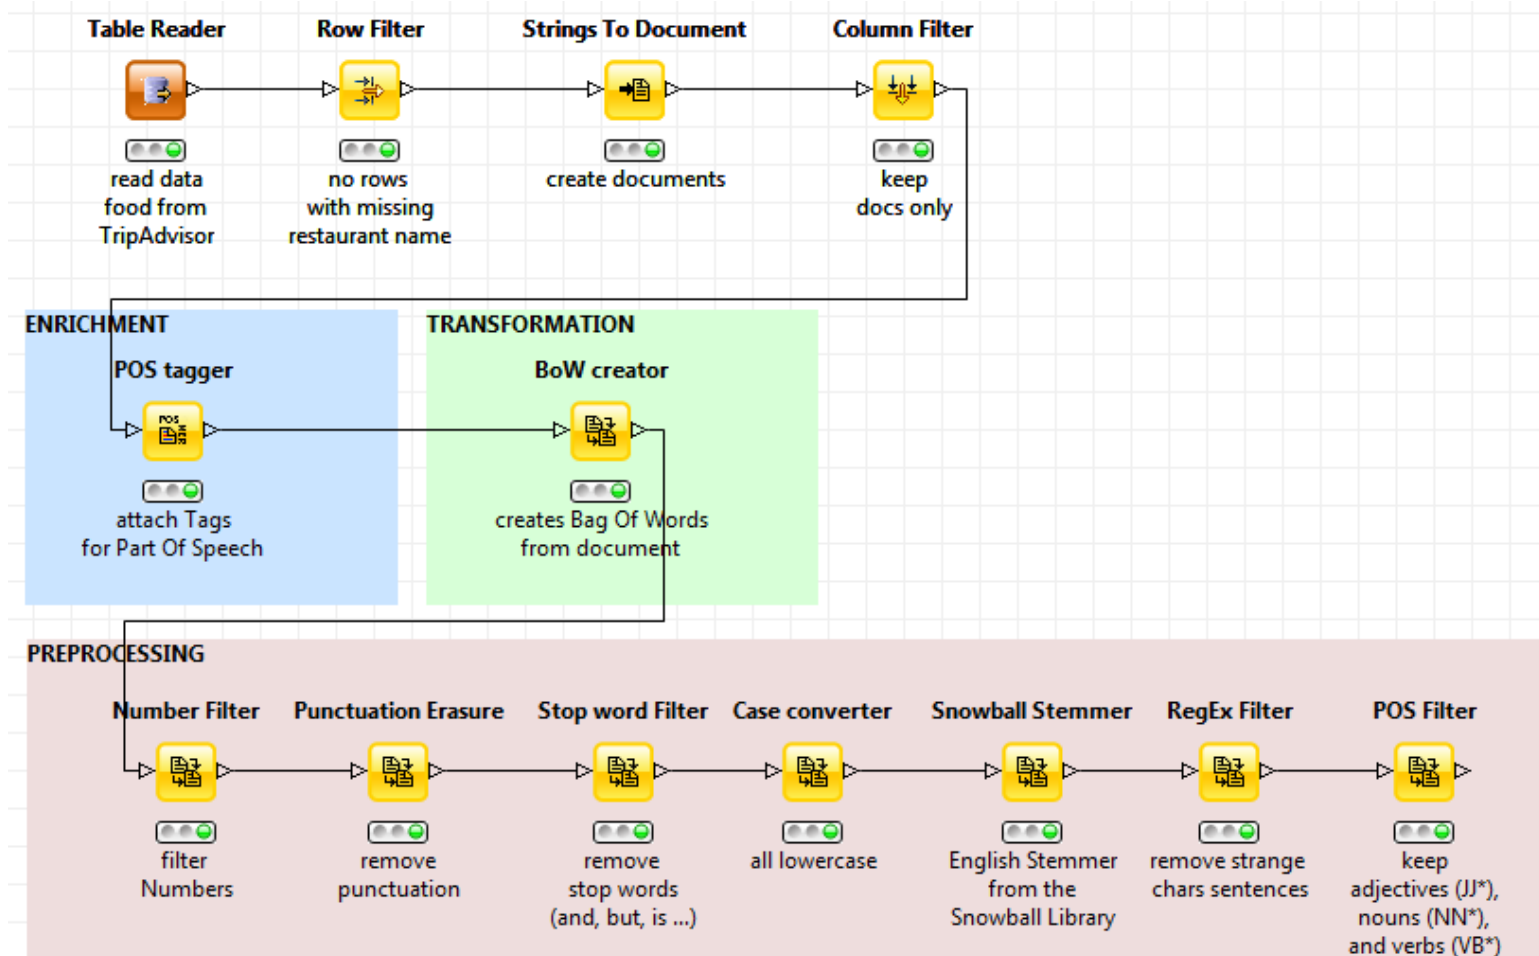 Table Reader
Row Filter
Strings To Document
Column Filter
read data
food from
TripAdvisor
no rows
with missing
restaurant name
create documents
keep
docs only
ENRICHMENT
TRANSFORMATION
POS tagger
BoW creator
POS
attach Tags
for Part Of Speech
creates Bag Of Words
from document
PREPROCESSING
Number Filter
Punctuation Erasure
Stop word Filter
Case converter
Snowball Stemmer
RegEx Filter
POS Filter
filter
Numbers
remove
punctuation
remove
stop words
(and, but, is ...)
all lowercase
English Stemmer
from the
Snowball Library
remove strange
chars sentences
keep
adjectives (JJ*),
nouns (NN*),
and verbs (VB*)